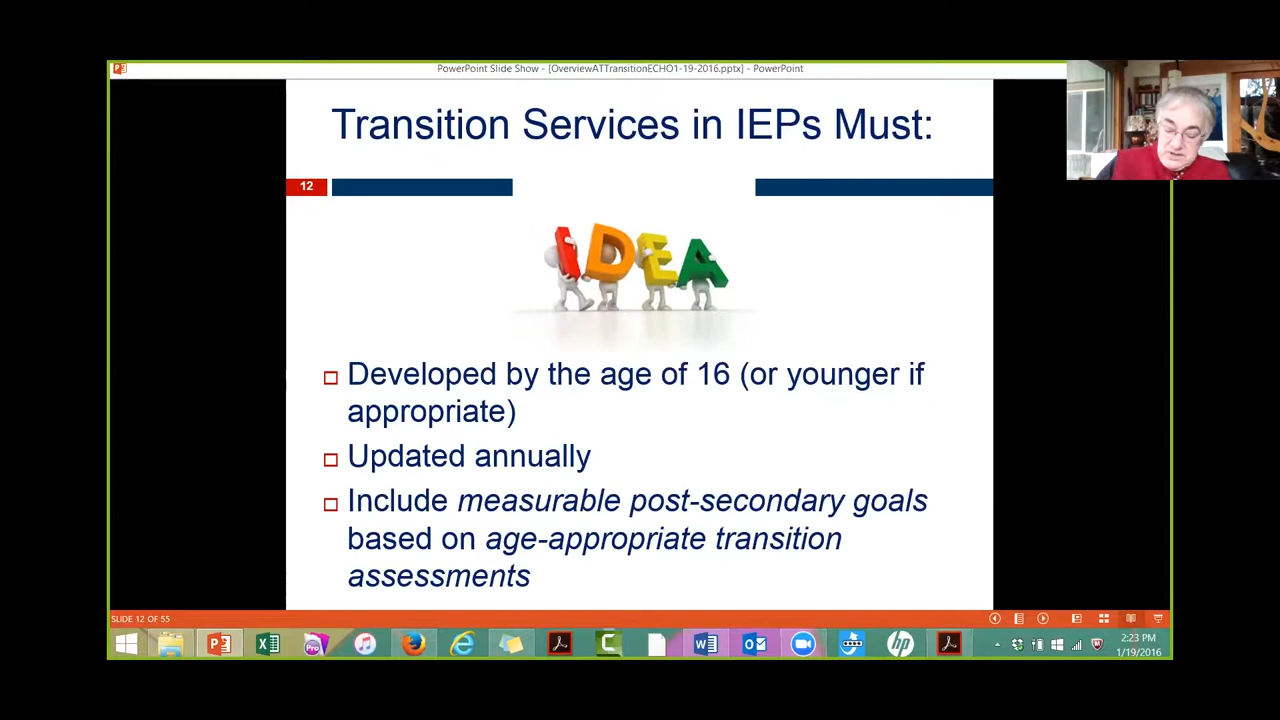 PowerPoint Slide Show - [OverviewATTransitionECHO1-19-2016.pptx] - PowerPoint
Transition Services in IEPs Must:
12
IDEA
□ Developed by the age of 16 (or younger if
appropriate)
□ Updated annually
□ Include measurable post-secondary goals
based on age-appropriate transition
assessments
SLIDE 12 OF 55
Pro
hp
2:23 PM
1/19/2016